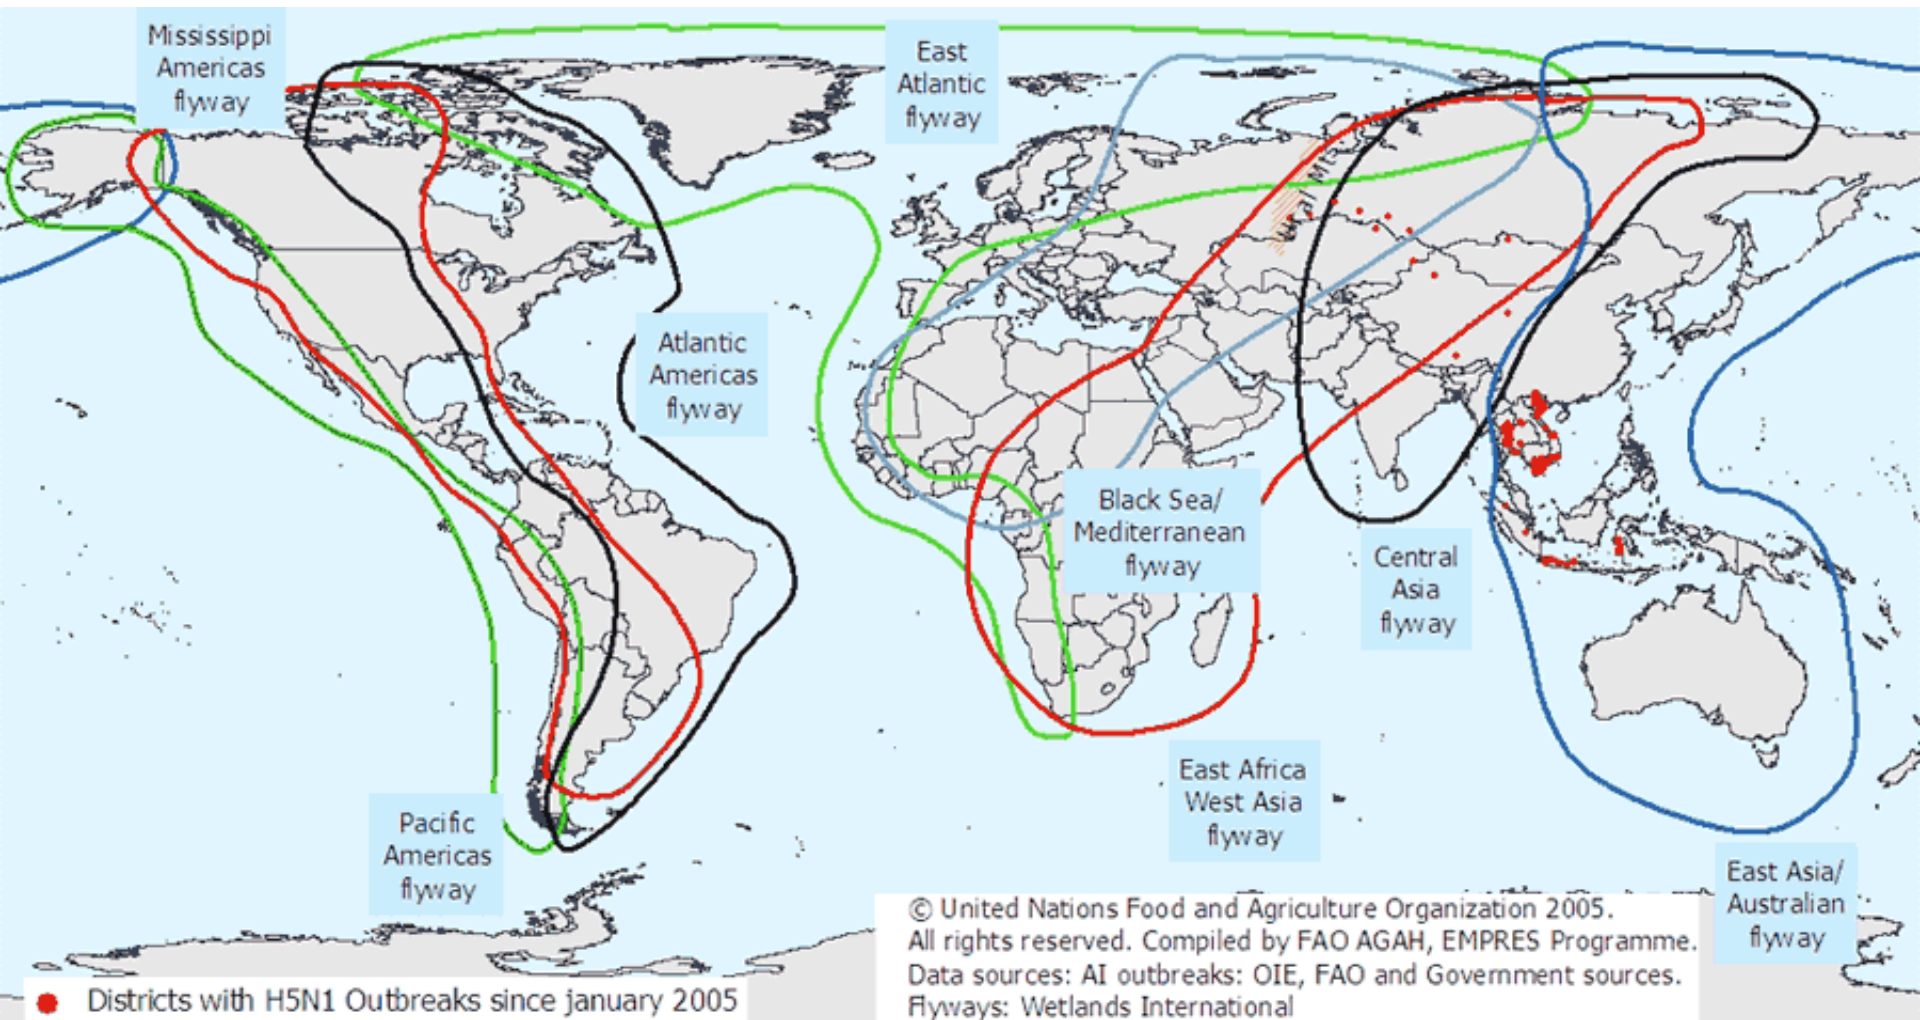 Mississippi
Americas
flyway
East
Atlantic
flyway
Atlantic
Americas
flyway
Black Sea/
Mediterranean
flyway
Central
Asia
flyway
East Africa
West Asia
flyway
Pacific
Americas
flyway
East Asia/
Australian
flyway
© United Nations Food and Agriculture Organization 2005.
All rights reserved. Compiled by FAO AGAH, EMPRES Programme.
Data sources: AI outbreaks: OIE, FAO and Government sources.
Flyways: Wetlands International
Districts with H5N1 Outbreaks since january 2005